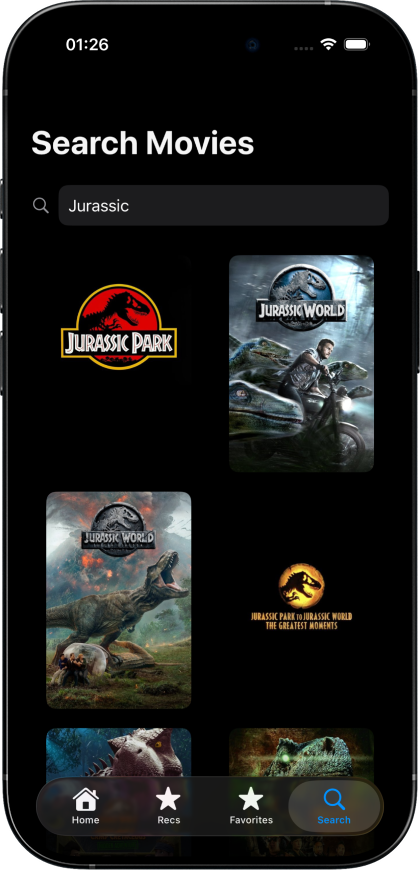 01:26
Search Movies
Jurassic
JURASSIC PARK
JURASSIC WORLD
JURASSIC WORLD
JURASSIC PARK TO JURASSIC WORLD
THE GREATEST MOMENTS
Home
Recs
Favorites
Search